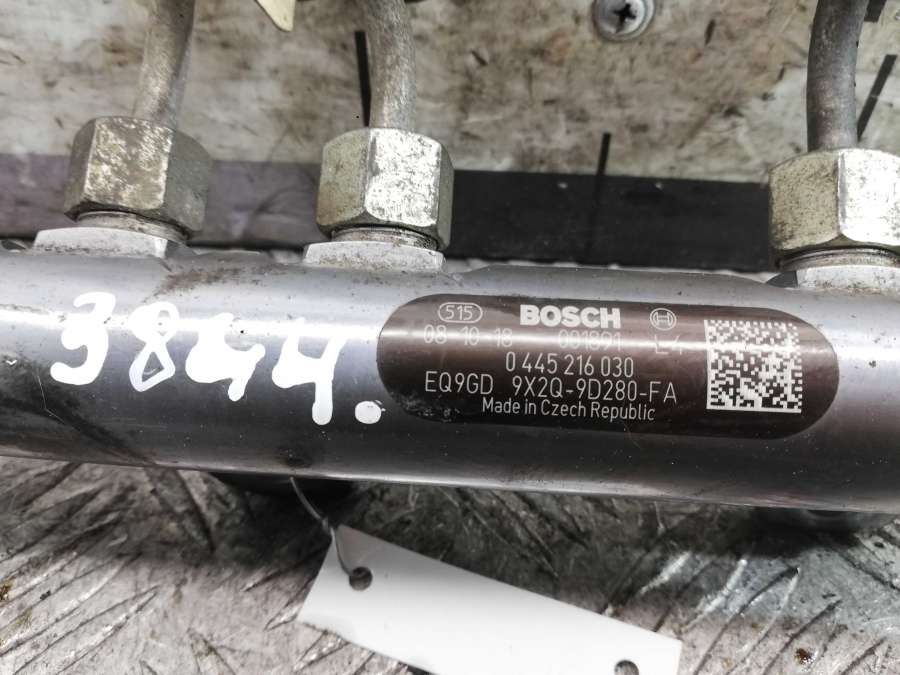 3844.
515 BOSCH
08-10-18 091891 L4
0 445 216 030
EQ9GD 9X2Q-9D280-FA
Made in Czech Republic